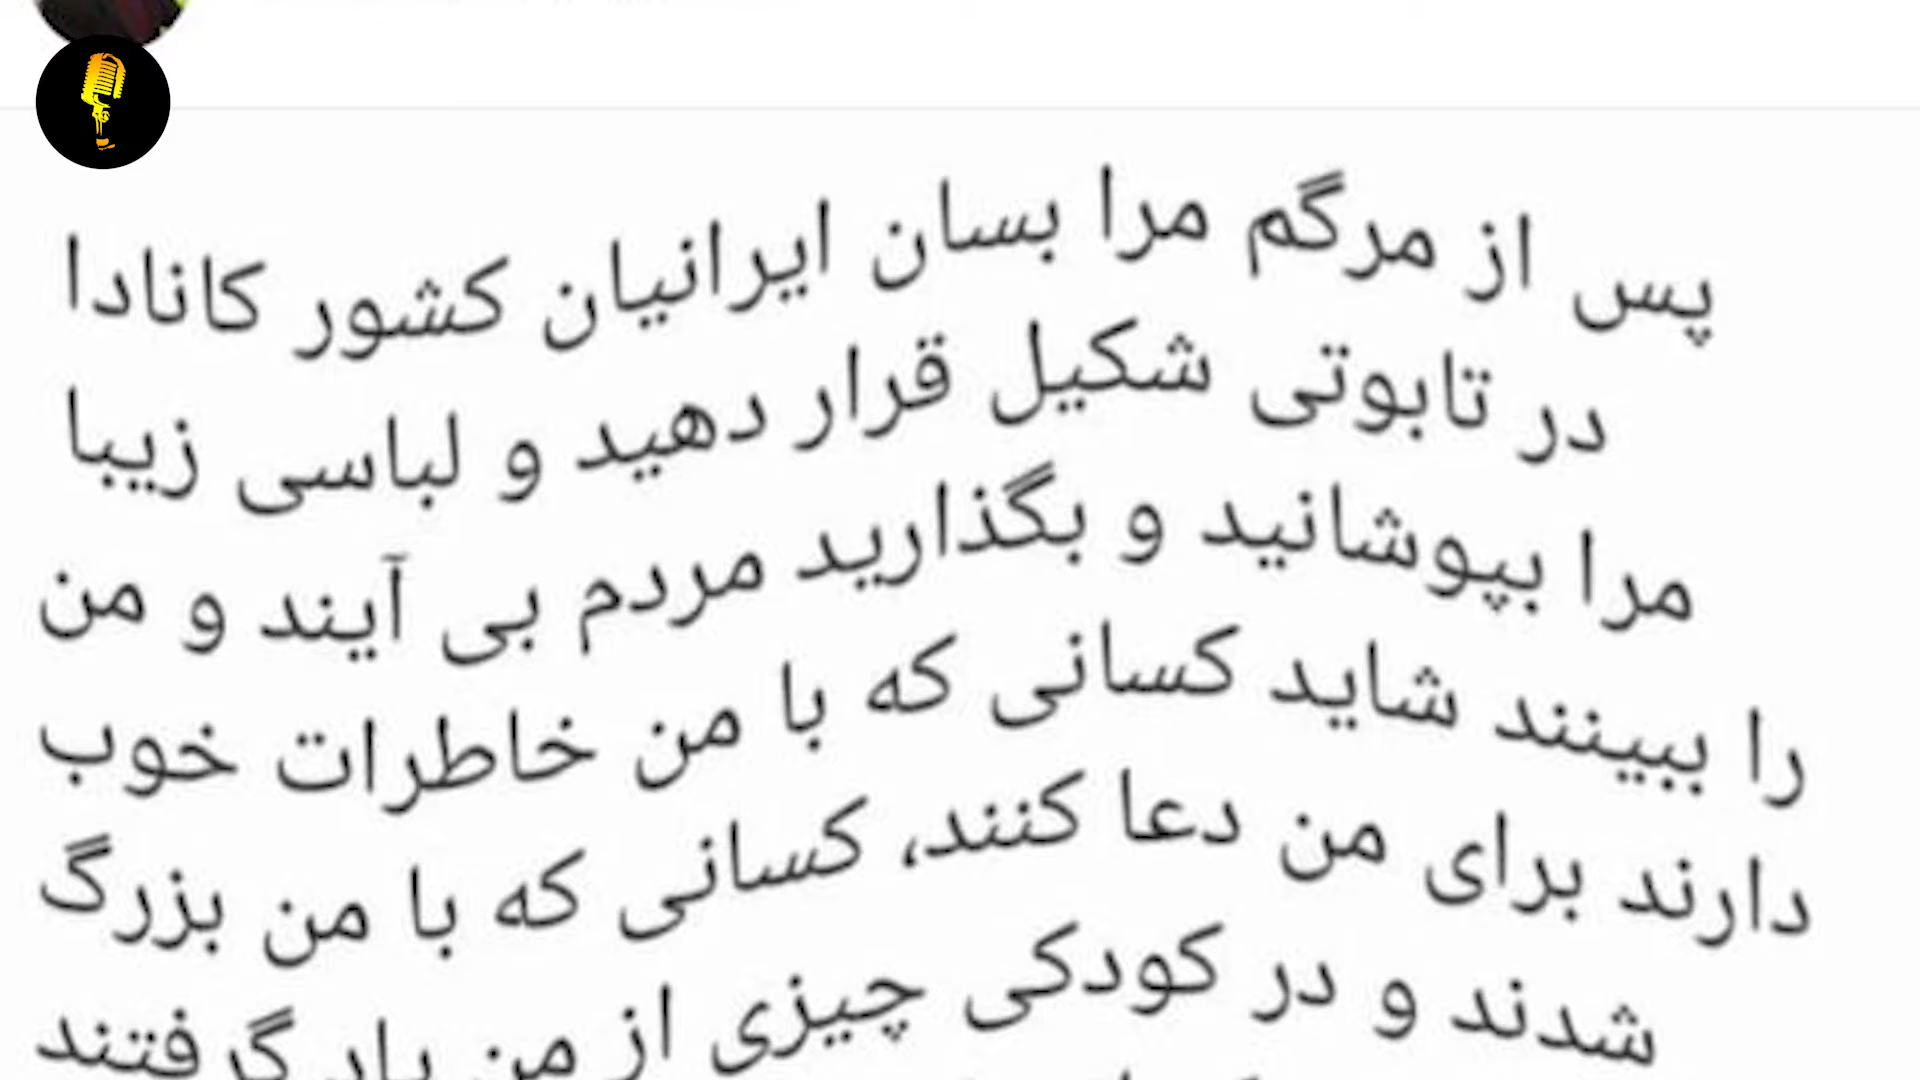 پس از مرگم مرا بسان ایرانیان کشور کانادا
در تابوتی شکیل قرار دهید و لباسی زیبا
مرا بپوشانید و بگذارید مردم بی آیند و من
را ببینند شاید کسانی که با من خاطرات خوب
دارند برای من دعا کنند، کسانی که با من بزرگ
شدند و در کودکی چیزی از من یاد گرفتند